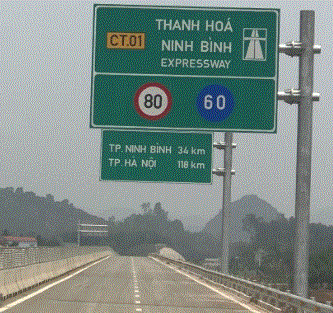 CT.01
THANH HOÁ
NINH BÌNH
EXPRESSWAY
80
60
TP. NINH BÌNH 34 km
TP. HÀ NỘI 118 km